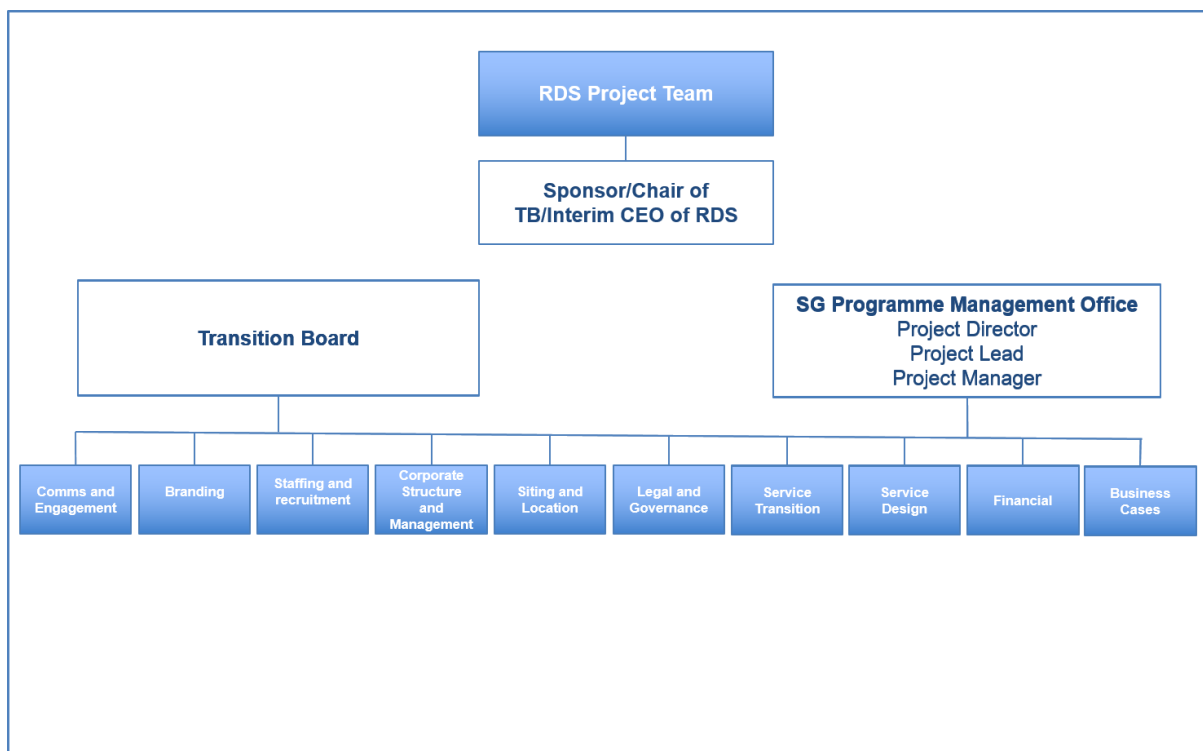 RDS Project Team
Sponsor/Chair of
TB/Interim CEO of RDS
Transition Board
SG Programme Management Office
Project Director
Project Lead
Project Manager
Comms and
Engagement
Branding
Staffing and
recruitment
Corporate
Structure
and
Management
Siting and
Location
Legal and
Governance
Service
Transition
Service
Design
Financial
Business
Cases